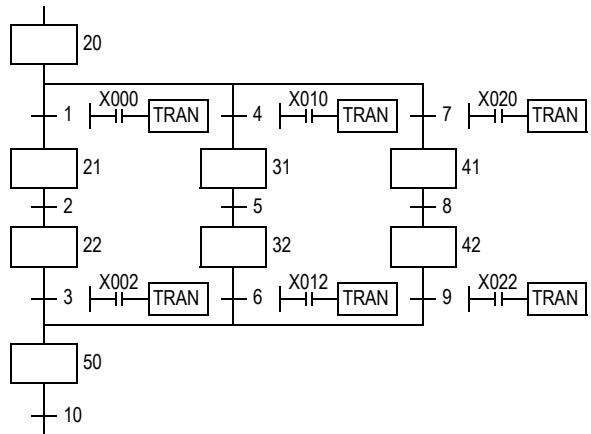 20
X000 X010 X020
1 TRAN 4 TRAN 7 TRAN
21 31 41
2 5 8
22 32 42
X002 X012 X022
3 TRAN 6 TRAN 9 TRAN
50
10